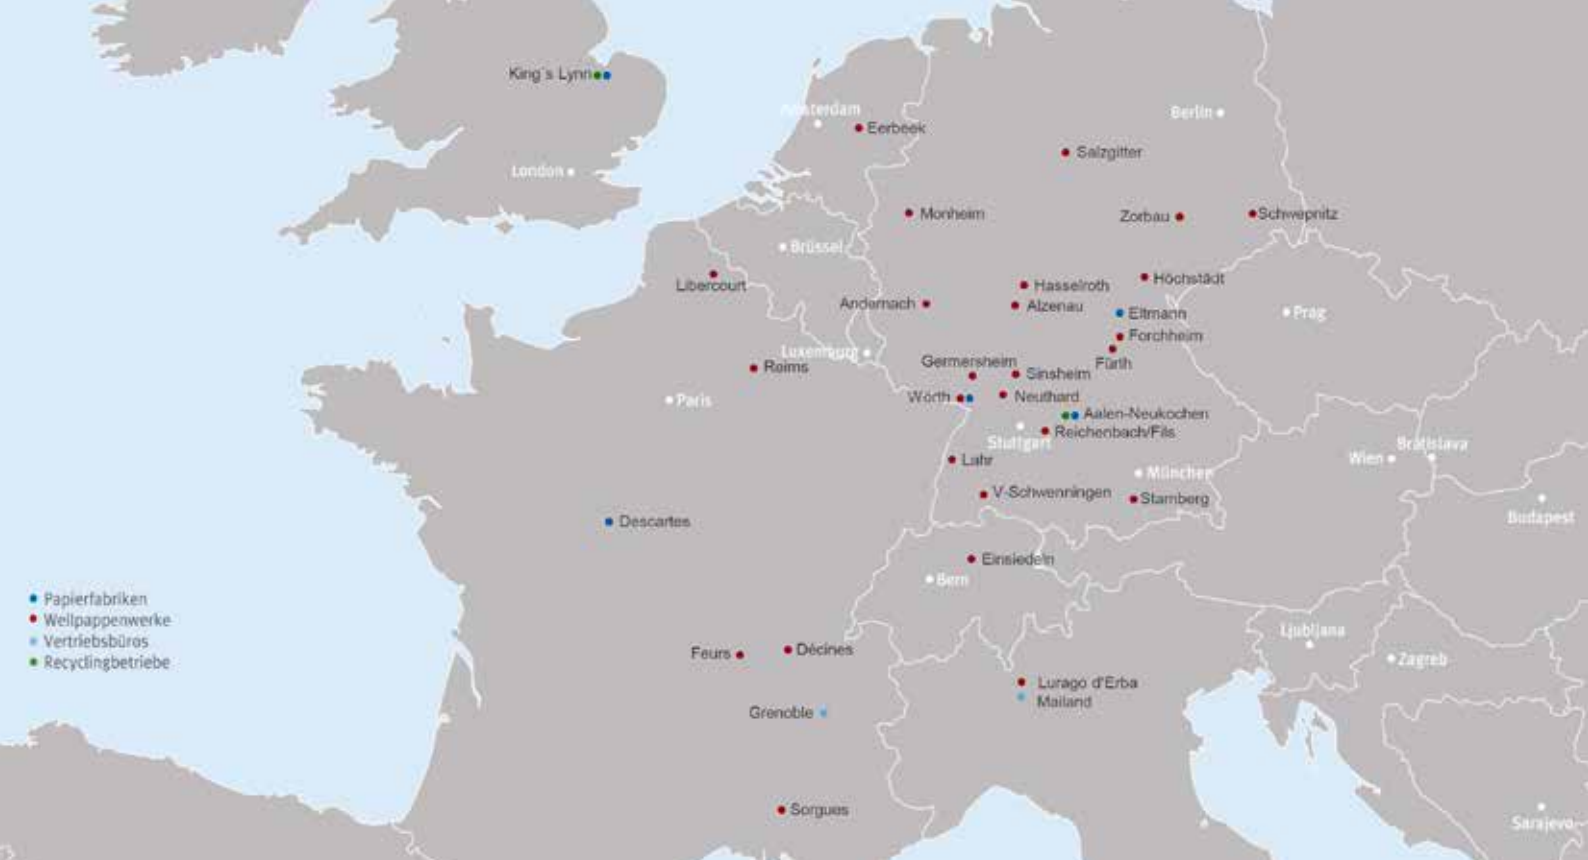 King´s Lynn
Amsterdam
Eerbeek
Berlin
Salzgitter
London
Monheim
Zorbau
Schwepnitz
Brüssel
Libercourt
Hasselroth
Höchstädt
Andernach
Alzenau
Eltmann
Prag
Forchheim
Luxemburg
Fürth
Germersheim
Reims
Sinsheim
Paris
Wörth
Neuthard
Aalen-Neukochen
Reichenbach/Fils
Stuttgart
Bratislava
Wien
Lahr
München
V-Schwenningen
Starnberg
Budapest
Descartes
Einsiedeln
Bern
Papierfabriken
Wellpappenwerke
Vertriebsbüros
Recyclingbetriebe
Ljubljana
Feurs
Décines
Zagreb
Lurago d'Erba
Mailand
Grenoble
Sorgues
Sarajevo